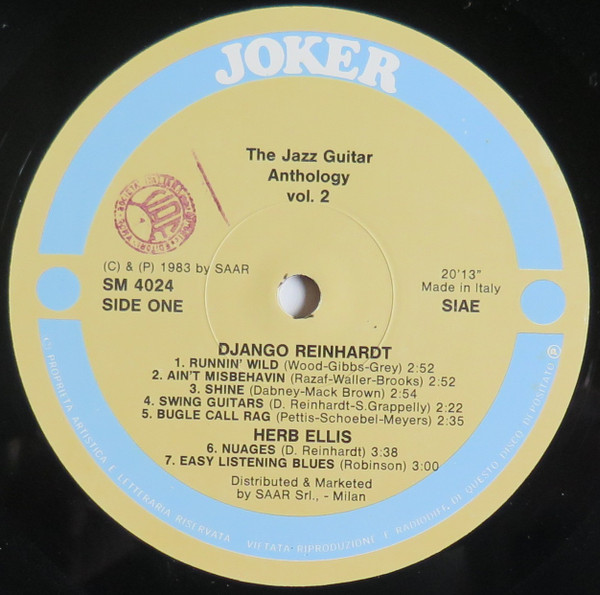 JOKER
The Jazz Guitar
Anthology
vol. 2
(C) & (P) 1983 by SAAR
SM 4024
SIDE ONE
20'13"
Made in Italy
SIAE
DJANGO REINHARDT
1. RUNNIN' WILD (Wood-Gibbs-Grey) 2:52
2. AIN'T MISBEHAVIN (Razaf-Waller-Brooks) 2:52
3. SHINE (Dabney-Mack Brown) 2:54
4. SWING GUITARS (D. Reinhardt-S.Grappelly) 2:22
5. BUGLE CALL RAG (Pettis-Schoebel-Meyers) 2:35
HERB ELLIS
6. NUAGES (D. Reinhardt) 3:38
7. EASY LISTENING BLUES (Robinson) 3:00
Distributed & Marketed
by SAAR Srl., - Milan
(C) PROPRIETÀ ARTISTICA E LETTERARIA RISERVATA VIETATA RIPRODUZIONE E RADIODIFF. DI QUESTO DISCO DEPOSITATO